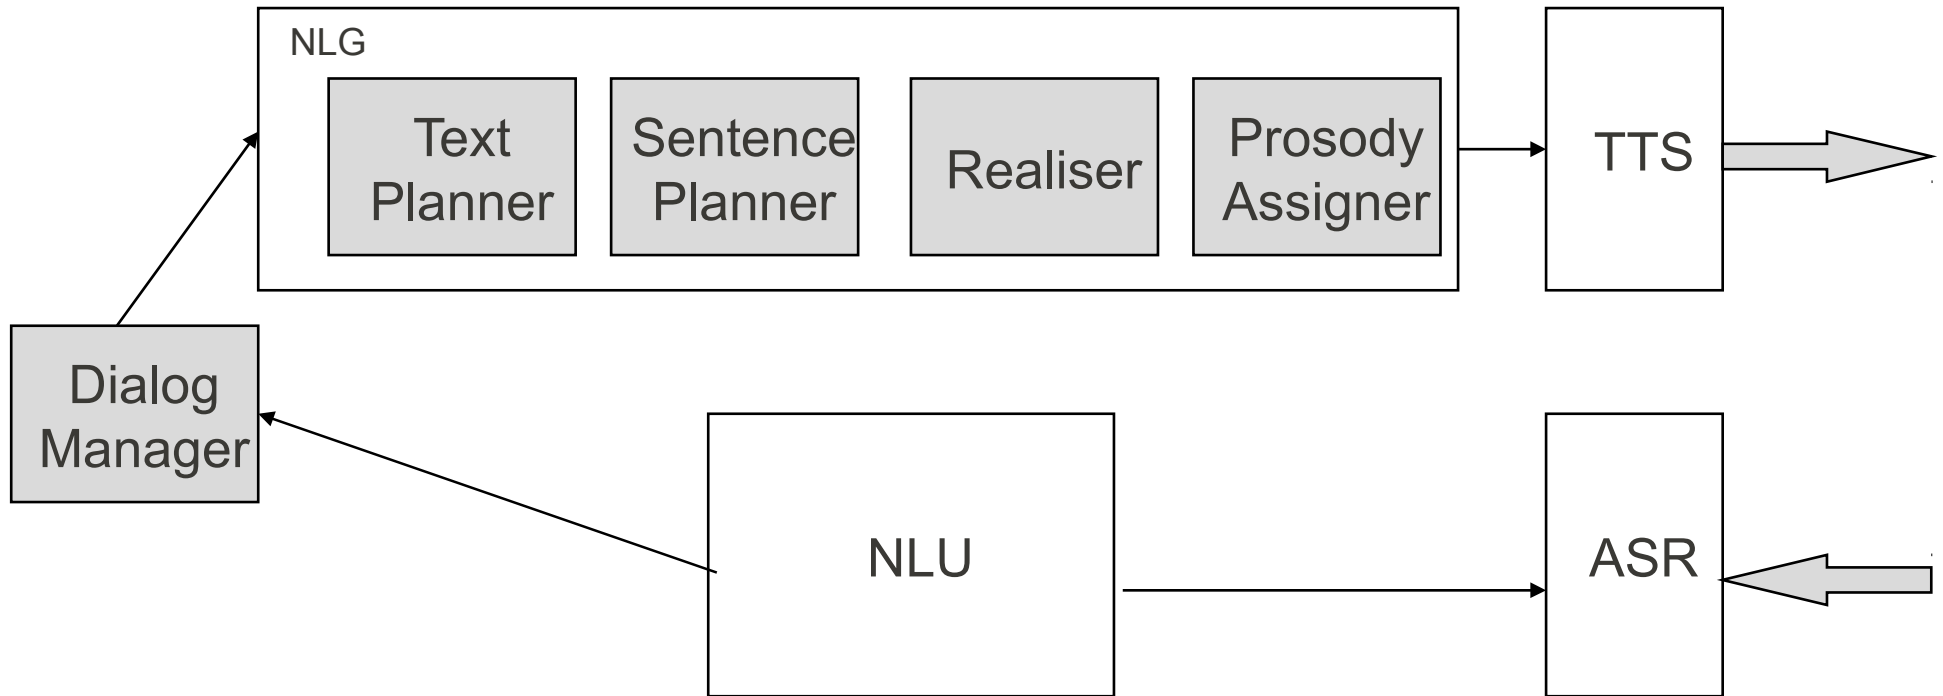 NLG
Text
Planner
Sentence
Planner
Realiser
Prosody
Assigner
TTS
Dialog
Manager
NLU
ASR